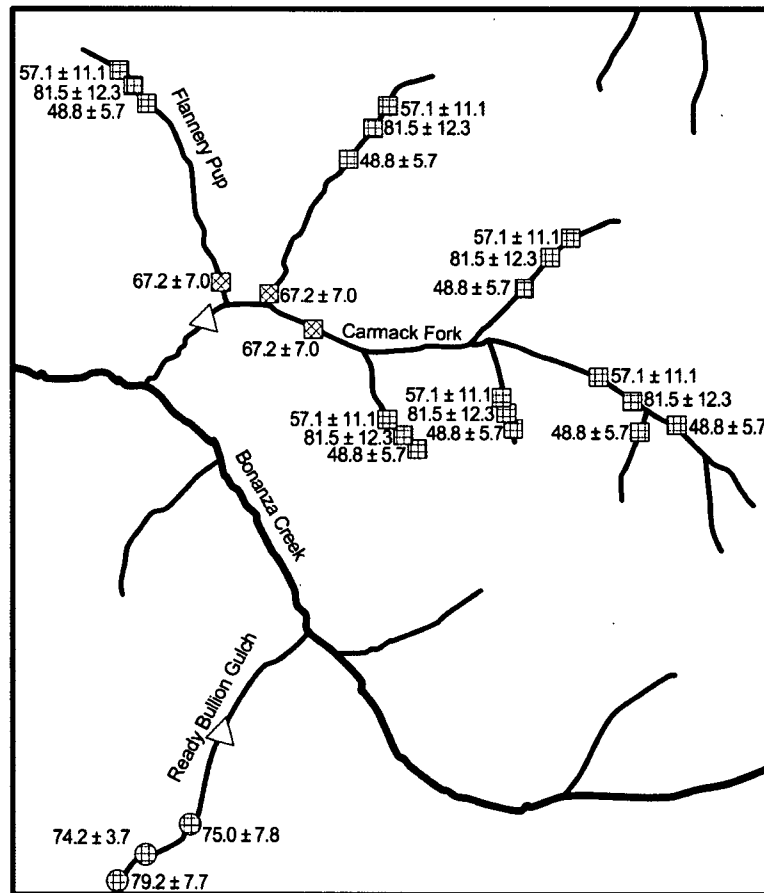 57.1 ± 11.1
81.5 ± 12.3
48.8 ± 5.7
Flannery Pup
57.1 ± 11.1
81.5 ± 12.3
48.8 ± 5.7
57.1 ± 11.1
81.5 ± 12.3
48.8 ± 5.7
67.2 ± 7.0
67.2 ± 7.0
67.2 ± 7.0
Carmack Fork
57.1 ± 11.1
81.5 ± 12.3
48.8 ± 5.7
57.1 ± 11.1
81.5 ± 12.3
48.8 ± 5.7
57.1 ± 11.1
81.5 ± 12.3
48.8 ± 5.7
48.8 ± 5.7
Bonanza Creek
Ready Bullion Gulch
74.2 ± 3.7
75.0 ± 7.8
79.2 ± 7.7